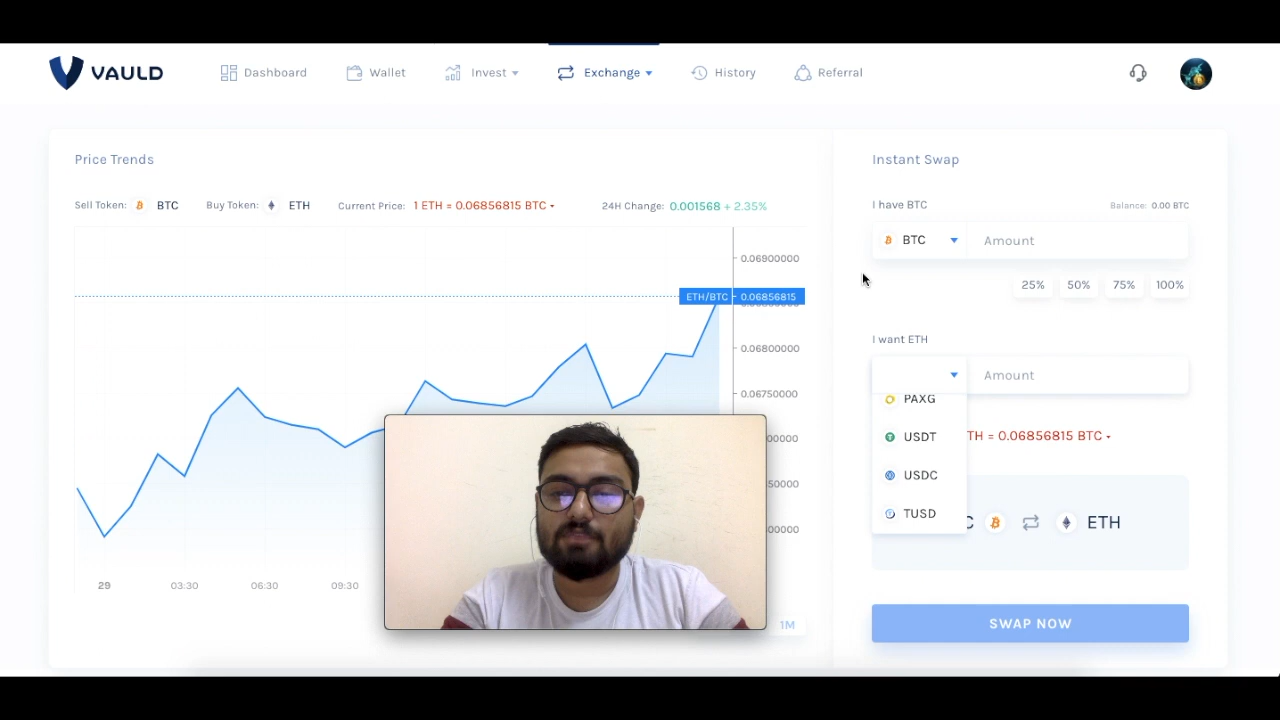 VAULD
Dashboard
Wallet
Invest
Exchange
History
Referral
Price Trends
Sell Token: BTC Buy Token: ETH Current Price: 1 ETH = 0.06856815 BTC 24H Change: 0.001568 + 2.35%
0.06900000
ETH/BTC 0.06856815
0.06800000
0.06750000
00000
50000
00000
29 03:30 06:30 09:30
1M
Instant Swap
I have BTC Balance: 0.00 BTC
BTC Amount
25% 50% 75% 100%
I want ETH
Amount
PAXG
USDT
USDC
TUSD
TH = 0.06856815 BTC
C ETH
SWAP NOW